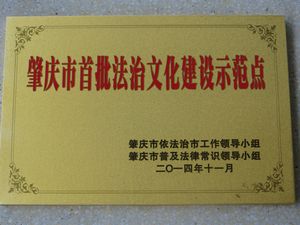 肇庆市首批法治文化建设示范点
肇庆市依法治市工作领导小组
肇庆市普及法律常识领导小组
二〇一四年十一月